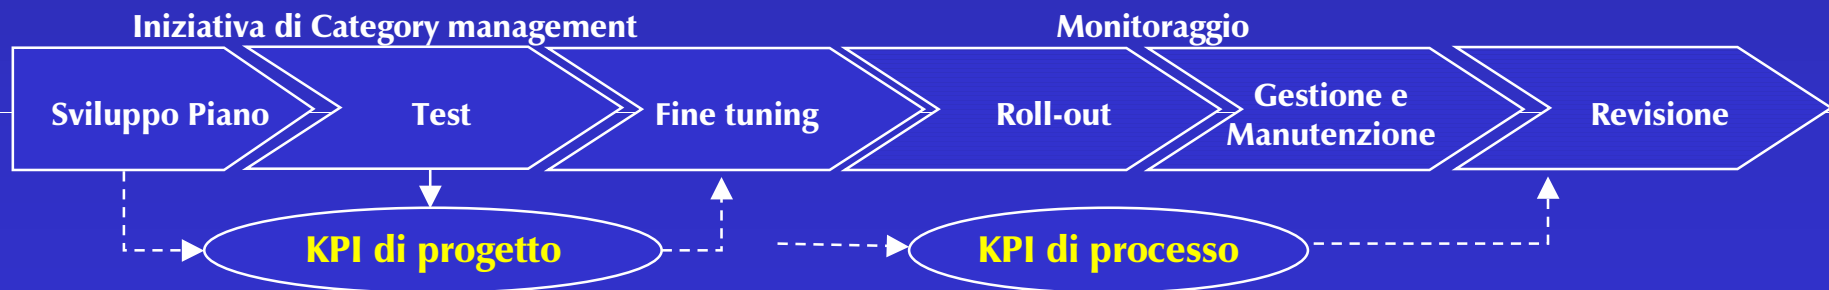 Iniziativa di Category management
Monitoraggio
Sviluppo Piano
Test
Fine tuning
Roll-out
Gestione e
Manutenzione
Revisione
KPI di progetto
KPI di processo